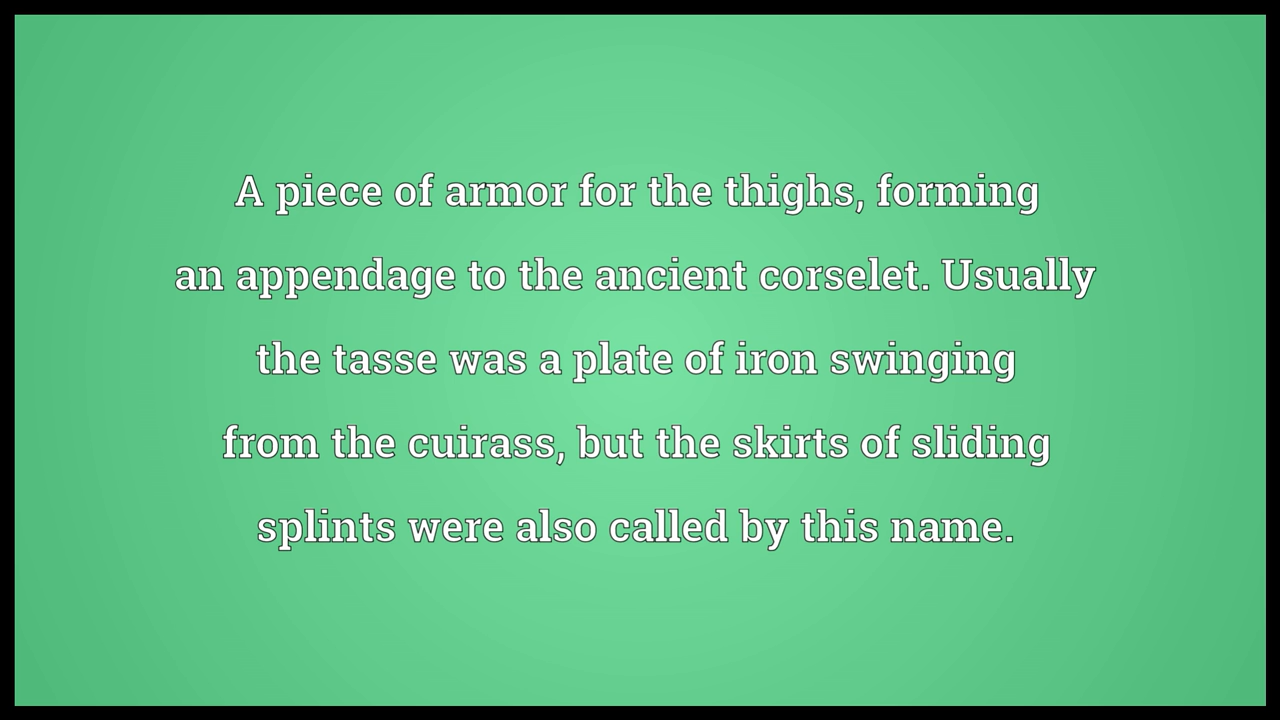 A piece of armor for the thighs, forming
an appendage to the ancient corselet. Usually
the tasse was a plate of iron swinging
from the cuirass, but the skirts of sliding
splints were also called by this name.